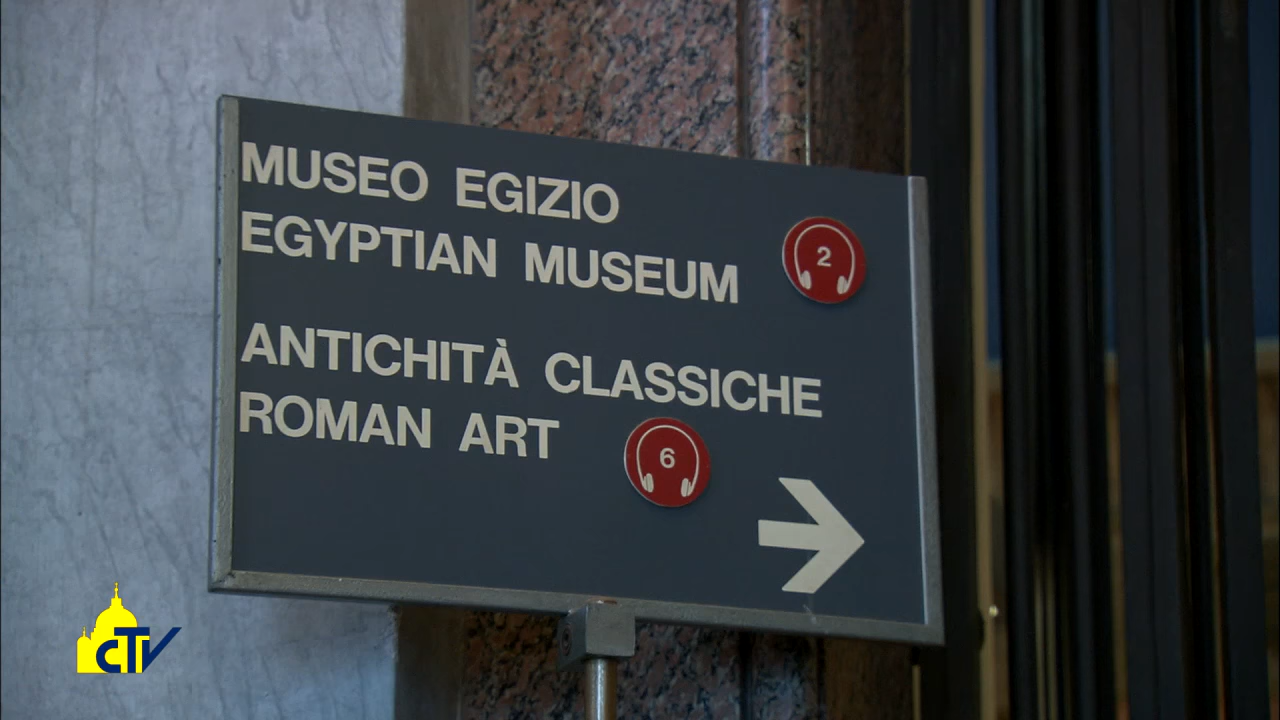 MUSEO EGIZIO
EGYPTIAN MUSEUM
2
ANTICHITÀ CLASSICHE
ROMAN ART
6
CTV